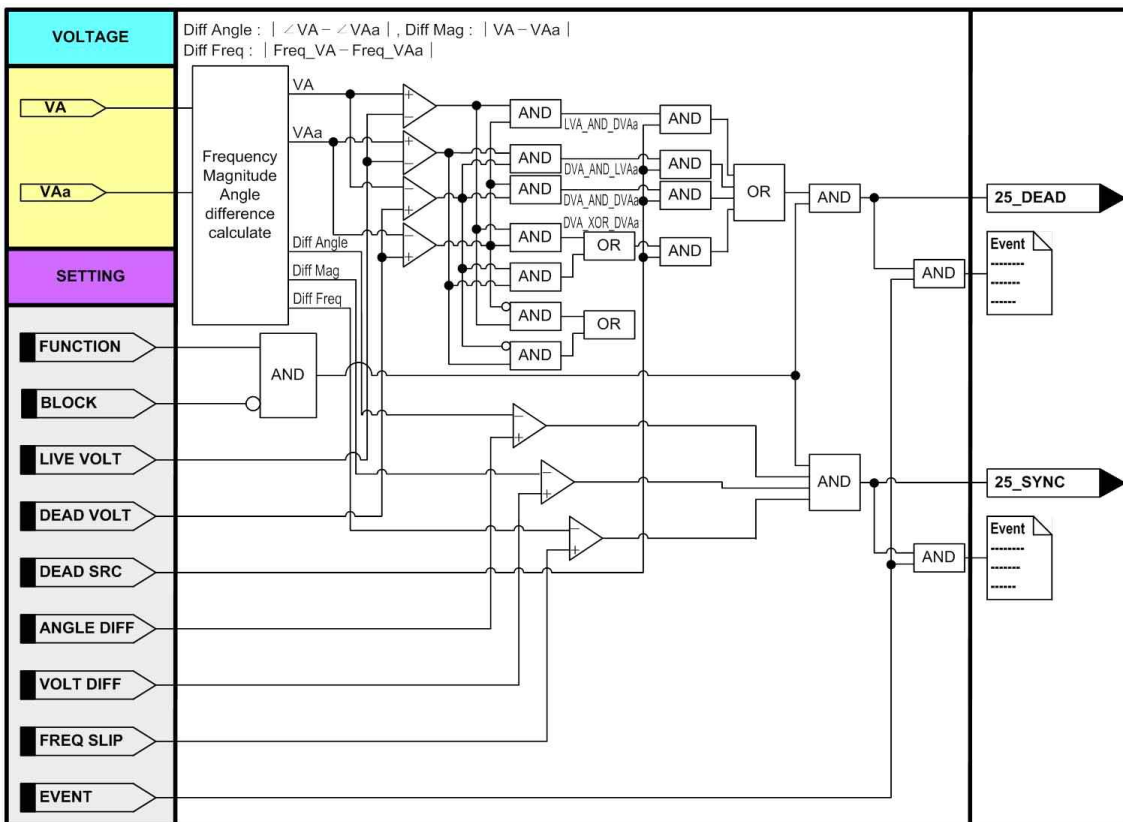 VOLTAGE
Diff Angle : | ∠VA – ∠VAa | , Diff Mag : | VA – VAa |
Diff Freq : | Freq_VA – Freq_VAa |
VA
VAa
Frequency
Magnitude
Angle
difference
calculate
VA
VAa
Diff Angle
Diff Mag
Diff Freq
+
–
+
–
–
+
–
+
AND
LVA_AND_DVAa
AND
AND
DVA_AND_LVAa
AND
AND
DVA_AND_DVAa
AND
DVA_XOR_DVAa
AND
OR
AND
AND
AND
OR
AND
OR
AND
25_DEAD
AND
Event
--------
-------
------
SETTING
FUNCTION
BLOCK
AND
LIVE VOLT
DEAD VOLT
DEAD SRC
ANGLE DIFF
VOLT DIFF
FREQ SLIP
EVENT
–
+
–
+
–
+
AND
25_SYNC
AND
Event
--------
-------
------